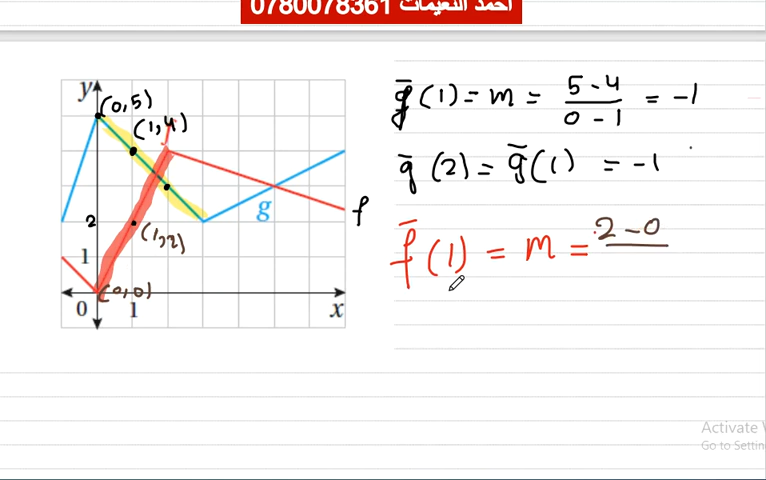 احمد النعيمات 0780078361
y
(0,5)
(1,4)
f
2
(1,2)
g
f
1
(0,0)
0
1
x
g̅(1) = m = 5-4 / 0-1 = -1
g̅(2) = g̅(1) = -1
f̅(1) = m = 2-0
Activate
Go to Settin